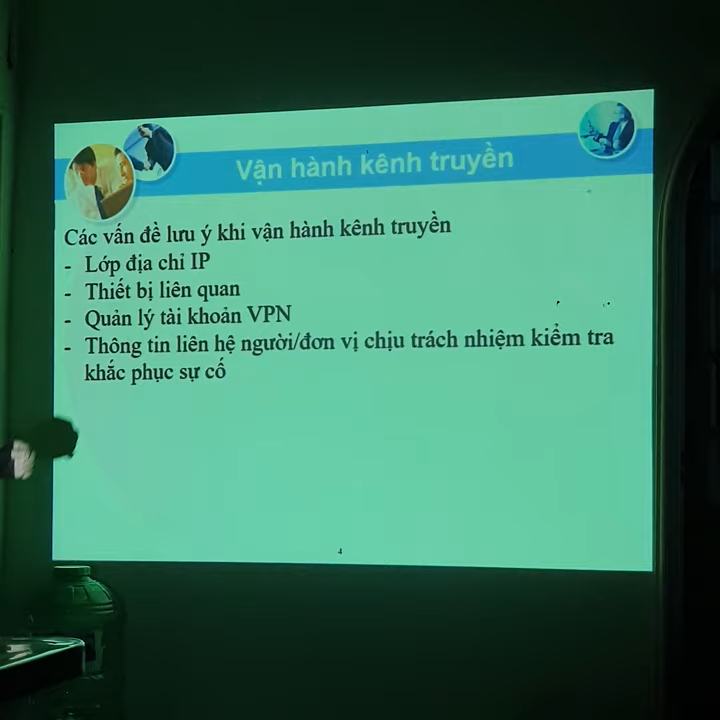 Vận hành kênh truyền
Các vấn đề lưu ý khi vận hành kênh truyền
- Lớp địa chỉ IP
- Thiết bị liên quan
- Quản lý tài khoản VPN
- Thông tin liên hệ người/đơn vị chịu trách nhiệm kiểm tra
khắc phục sự cố
4